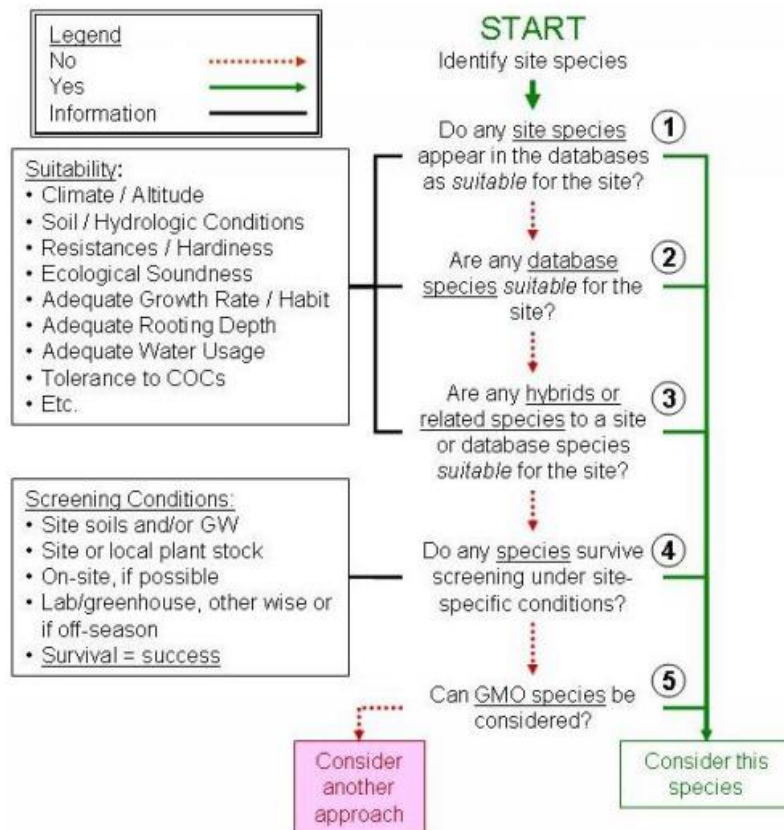 Legend
No
Yes
Information
START
Identify site species
Do any site species
appear in the databases
as suitable for the site?
1
Suitability:
• Climate / Altitude
• Soil / Hydrologic Conditions
• Resistances / Hardiness
• Ecological Soundness
• Adequate Growth Rate / Habit
• Adequate Rooting Depth
• Adequate Water Usage
• Tolerance to COCs
• Etc.
Are any database
species suitable for the
site?
2
Are any hybrids or
related species to a site
or database species
suitable for the site?
3
Screening Conditions:
• Site soils and/or GW
• Site or local plant stock
• On-site, if possible
• Lab/greenhouse, other wise or
if off-season
• Survival = success
Do any species survive
screening under site-
specific conditions?
4
Can GMO species be
considered?
5
Consider
another
approach
Consider this
species